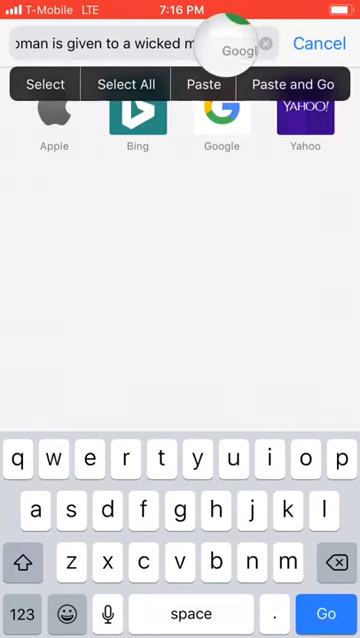 T-Mobile LTE 7:16 PM
oman is given to a wicked m Googl Cancel
Select Select All Paste Paste and Go
YAHOO!
Apple Bing Google Yahoo
q w e r t y u i o p
a s d f g h j k l
z x c v b n m
123 space . Go